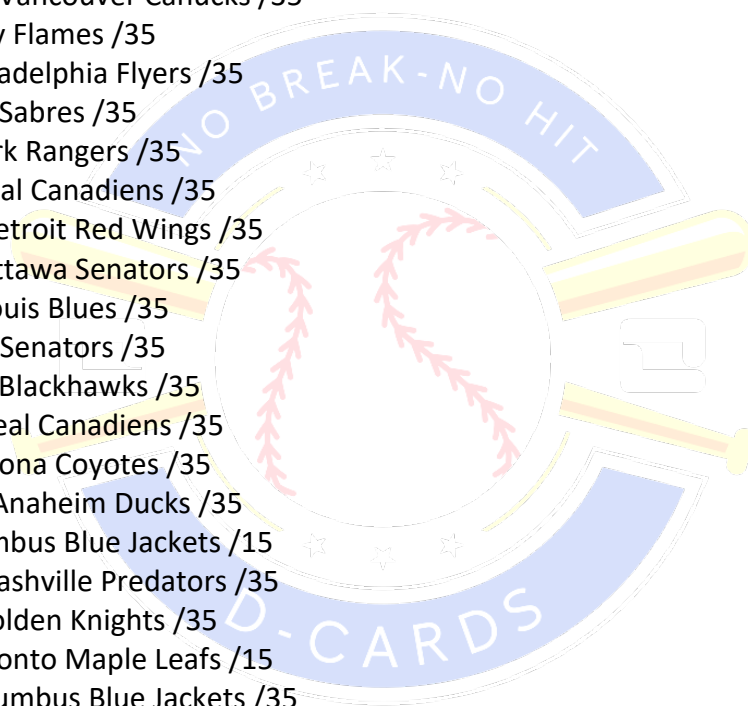 Vancouver Canucks /35
y Flames /35
adelphia Flyers /35
Sabres /35
rk Rangers /35
al Canadiens /35
etroit Red Wings /35
ttawa Senators /35
ouis Blues /35
Senators /35
Blackhawks /35
eal Canadiens /35
ona Coyotes /35
Anaheim Ducks /35
mbus Blue Jackets /15
ashville Predators /35
olden Knights /35
onto Maple Leafs /15
umbus Blue Jackets /35
NO BREAK-NO HIT
D-CARDS